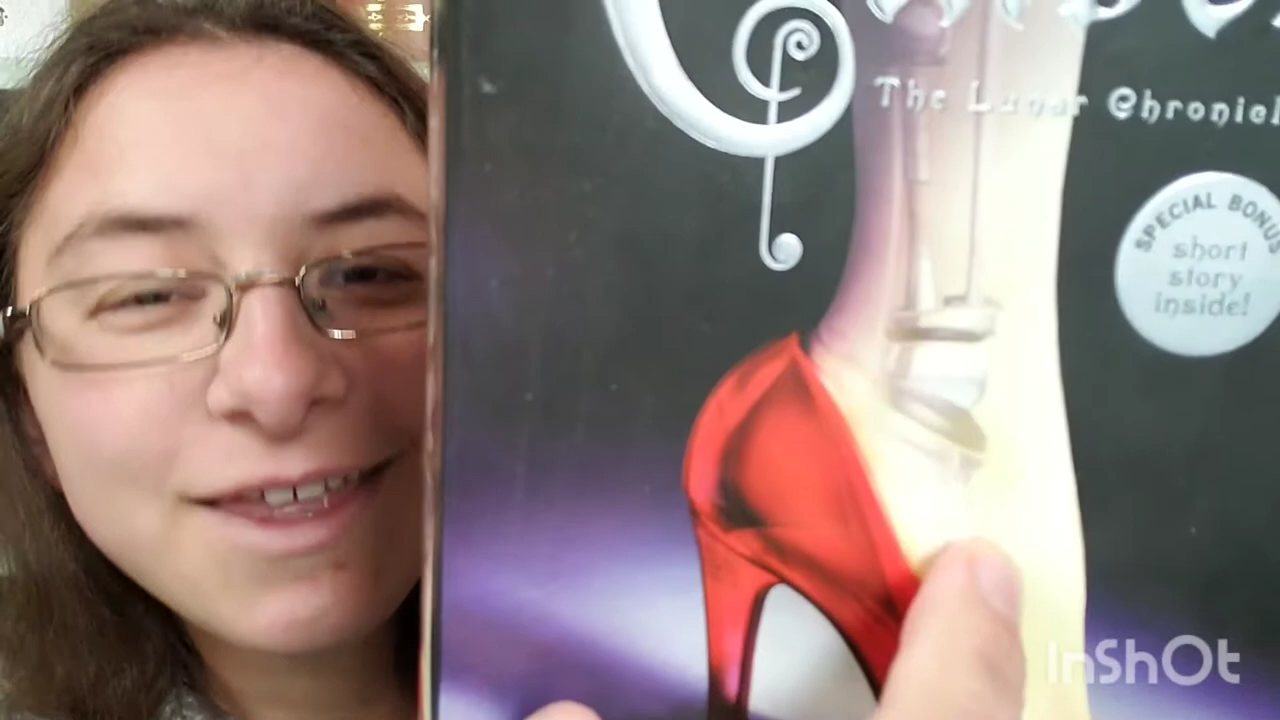 The Lunar Chronicl
SPECIAL BONUS
short
story
inside!
InShOt